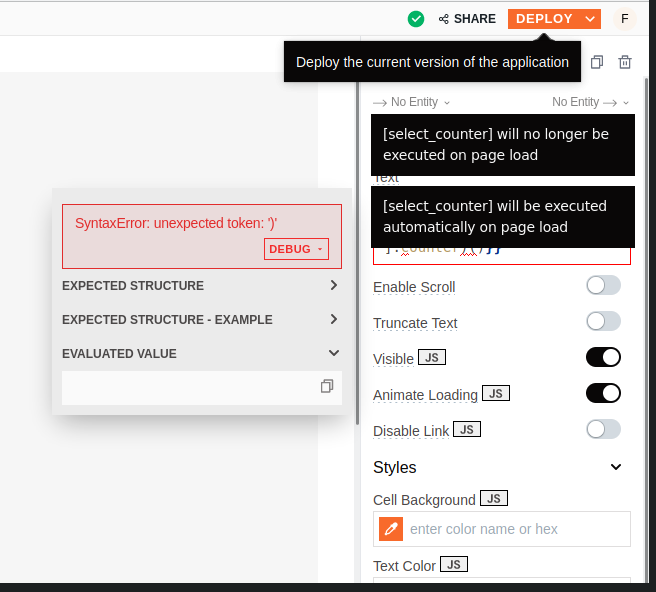 SHARE
DEPLOY
F
Deploy the current version of the application
No Entity
No Entity
[select_counter] will no longer be
executed on page load
Text
[select_counter] will be executed
automatically on page load
].counter)()}}
SyntaxError: unexpected token: ')'
DEBUG
EXPECTED STRUCTURE
EXPECTED STRUCTURE - EXAMPLE
EVALUATED VALUE
Enable Scroll
Truncate Text
Visible JS
Animate Loading JS
Disable Link JS
Styles
Cell Background JS
enter color name or hex
Text Color JS